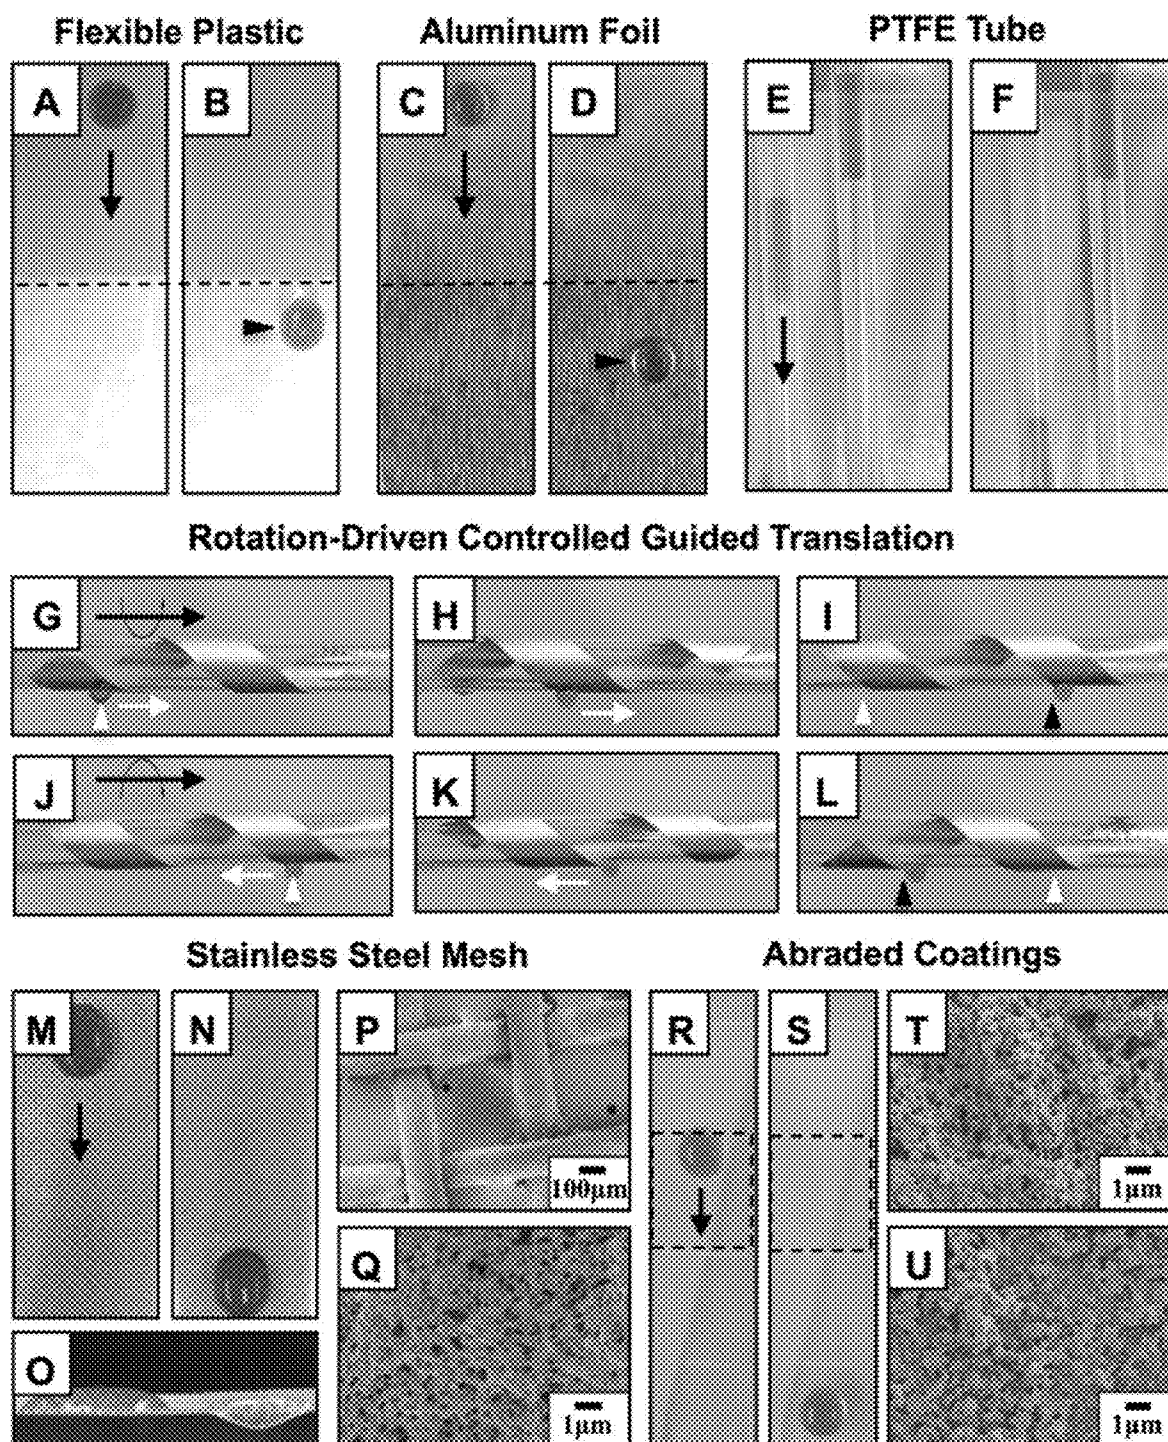 Flexible Plastic
Aluminum Foil
PTFE Tube
A
B
C
D
E
F
Rotation-Driven Controlled Guided Translation
G
H
I
J
K
L
Stainless Steel Mesh
Abraded Coatings
M
N
P
R
S
T
100μm
1μm
O
Q
U
1μm
1μm